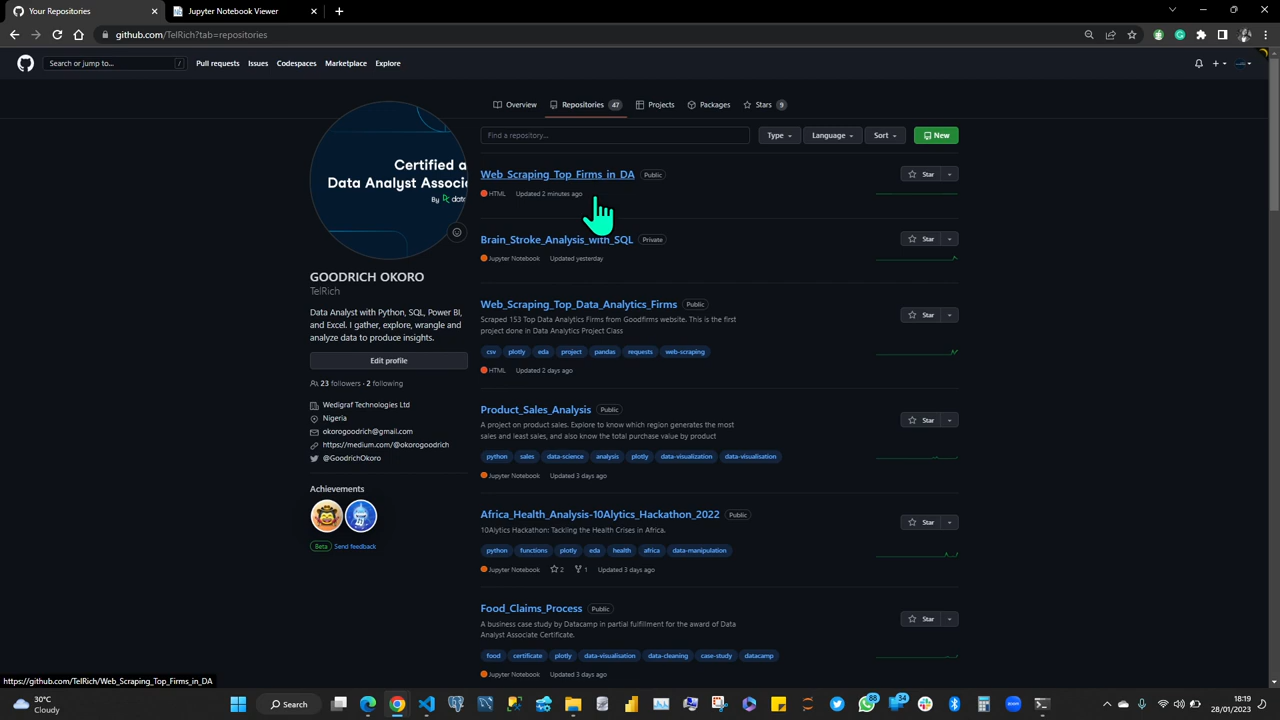 Your Repositories
Jupyter Notebook Viewer
github.com/TelRich?tab=repositories
Search or jump to...
/
Pull requests
Issues
Codespaces
Marketplace
Explore
Overview
Repositories 47
Projects
Packages
Stars 9
Find a repository...
Type
Language
Sort
New
Certified a
Data Analyst Associa
By
data
GOODRICH OKORO
TelRich
Data Analyst with Python, SQL, Power BI,
and Excel. I gather, explore, wrangle and
analyze data to produce insights.
Edit profile
23 followers · 2 following
Wedigraf Technologies Ltd
Nigeria
okorogoodrich@gmail.com
https://medium.com/@okorogoodrich
@GoodrichOkoro
Achievements
Beta Send feedback
Web_Scraping_Top_Firms_in_DA Public
HTML Updated 2 minutes ago
Star
Brain_Stroke_Analysis_with_SQL Private
Jupyter Notebook Updated yesterday
Star
Web_Scraping_Top_Data_Analytics_Firms Public
Scraped 153 Top Data Analytics Firms from Goodfirms website. This is the first
project done in Data Analytics Project Class
csv plotly eda project pandas requests web-scraping
HTML Updated 2 days ago
Star
Product_Sales_Analysis Public
A project on product sales. Explore to know which region generates the most
sales and least sales, and also know the total purchase value by product
python sales data-science analysis plotly data-visualization data-visualisation
Jupyter Notebook Updated 3 days ago
Star
Africa_Health_Analysis-10Alytics_Hackathon_2022 Public
10Alytics Hackathon: Tackling the Health Crises in Africa.
python functions plotly eda health africa data-manipulation
Jupyter Notebook 2 1 Updated 3 days ago
Star
Food_Claims_Process Public
A business case study by Datacamp in partial fulfillment for the award of Data
Analyst Associate Certificate.
food certificate plotly data-visualisation data-cleaning case-study datacamp
Jupyter Notebook Updated 3 days ago
Star
https://github.com/TelRich/Web_Scraping_Top_Firms_in_DA
30°C
Cloudy
Search
88
34
zoom
18:19
28/01/2023